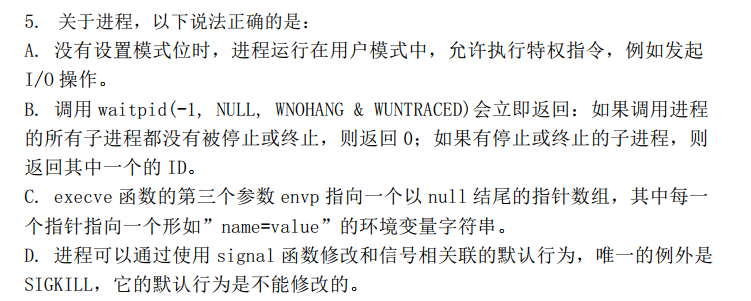 5. 关于进程，以下说法正确的是：
A. 没有设置模式位时，进程运行在用户模式中，允许执行特权指令，例如发起
I/O 操作。
B. 调用 waitpid(-1, NULL, WNOHANG & WUNTRACED)会立即返回：如果调用进程
的所有子进程都没有被停止或终止，则返回 0；如果有停止或终止的子进程，则
返回其中一个的 ID。
C. execve 函数的第三个参数 envp 指向一个以 null 结尾的指针数组，其中每一
个指针指向一个形如”name=value”的环境变量字符串。
D. 进程可以通过使用 signal 函数修改和信号相关联的默认行为，唯一的例外是
SIGKILL，它的默认行为是不能修改的。